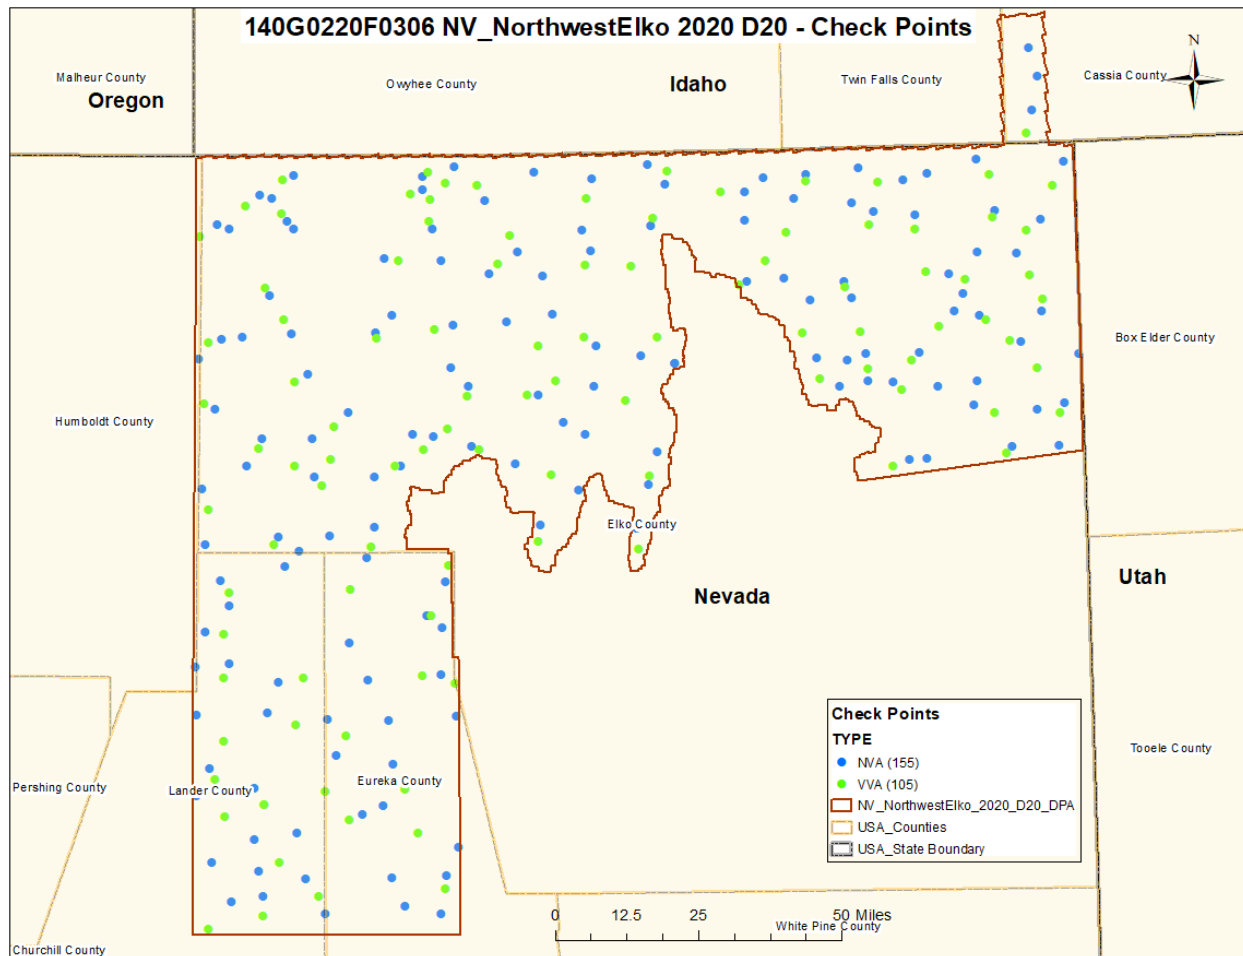 140G0220F0306 NV_NorthwestElko 2020 D20 - Check Points
N
Malheur County
Owyhee County
Idaho
Twin Falls County
Cassia County
Oregon
Box Elder County
Humboldt County
Elko County
Nevada
Utah
Check Points
TYPE
NVA (155)
VVA (105)
NV_NorthwestElko_2020_D20_DPA
USA_Counties
USA_State Boundary
Tooele County
Pershing County
Lander County
Eureka County
0 12.5 25 50 Miles
White Pine County
Churchill County